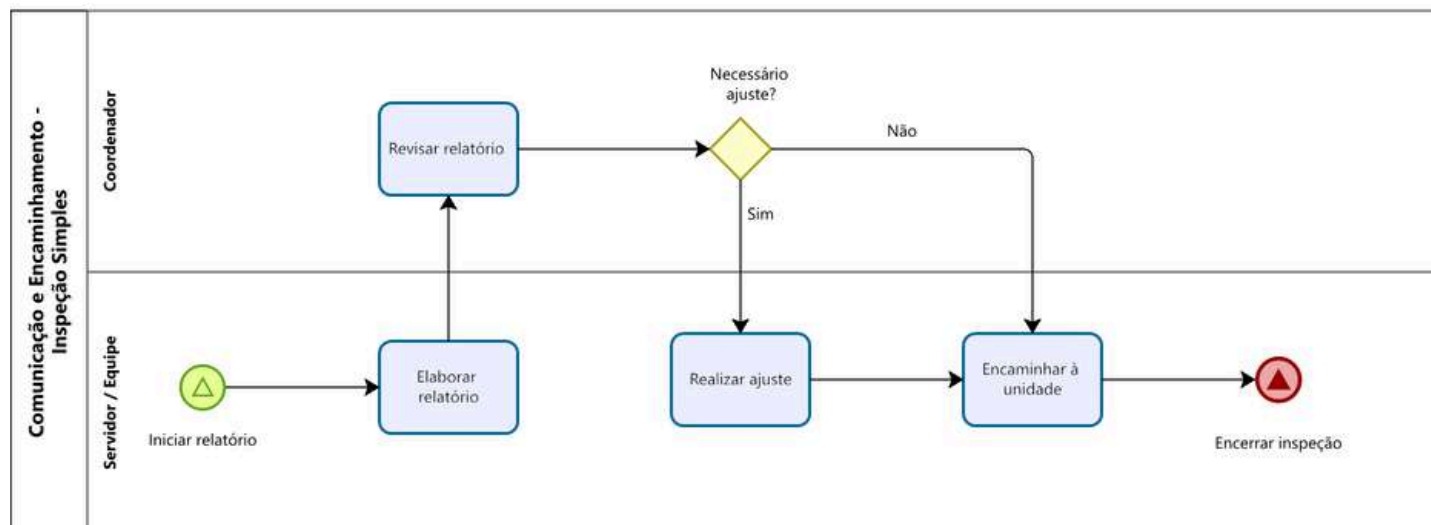 Comunicação e Encaminhamento -
Inspeção Simples
Coordenador
Necessário
ajuste?
Revisar relatório
Não
Sim
Servidor / Equipe
Iniciar relatório
Elaborar
relatório
Realizar ajuste
Encaminhar à
unidade
Encerrar inspeção